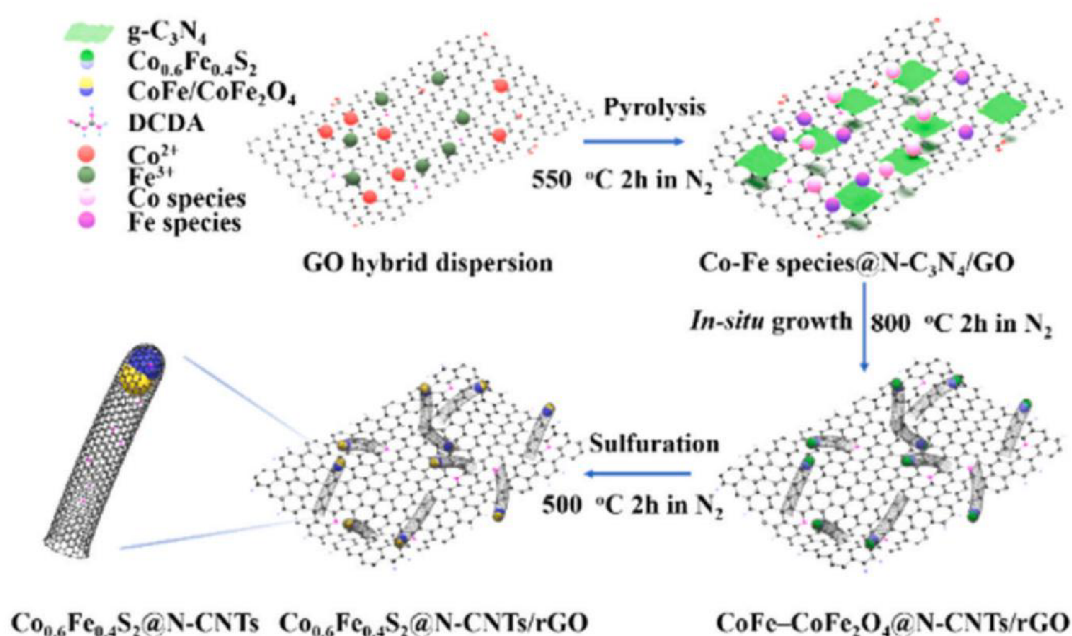 g-C₃N₄
Co₀.₆Fe₀.₄S₂
CoFe/CoFe₂O₄
DCDA
Co²⁺
Fe³⁺
Co species
Fe species
Pyrolysis
550 °C 2h in N₂
GO hybrid dispersion
Co-Fe species@N-C₃N₄/GO
In-situ growth
800 °C 2h in N₂
Sulfuration
500 °C 2h in N₂
Co₀.₆Fe₀.₄S₂@N-CNTs
Co₀.₆Fe₀.₄S₂@N-CNTs/rGO
CoFe–CoFe₂O₄@N-CNTs/rGO